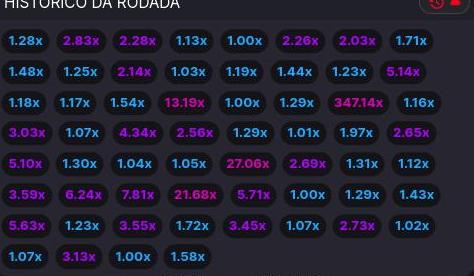 HISTÓRICO DA RODADA
1.28x 2.83x 2.28x 1.13x 1.00x 2.26x 2.03x 1.71x
1.48x 1.25x 2.14x 1.03x 1.19x 1.44x 1.23x 5.14x
1.18x 1.17x 1.54x 13.19x 1.00x 1.29x 347.14x 1.16x
3.03x 1.07x 4.34x 2.56x 1.29x 1.01x 1.97x 2.65x
5.10x 1.30x 1.04x 1.05x 27.06x 2.69x 1.31x 1.12x
3.59x 6.24x 7.81x 21.68x 5.71x 1.00x 1.29x 1.43x
5.63x 1.23x 3.55x 1.72x 3.45x 1.07x 2.73x 1.02x
1.07x 3.13x 1.00x 1.58x